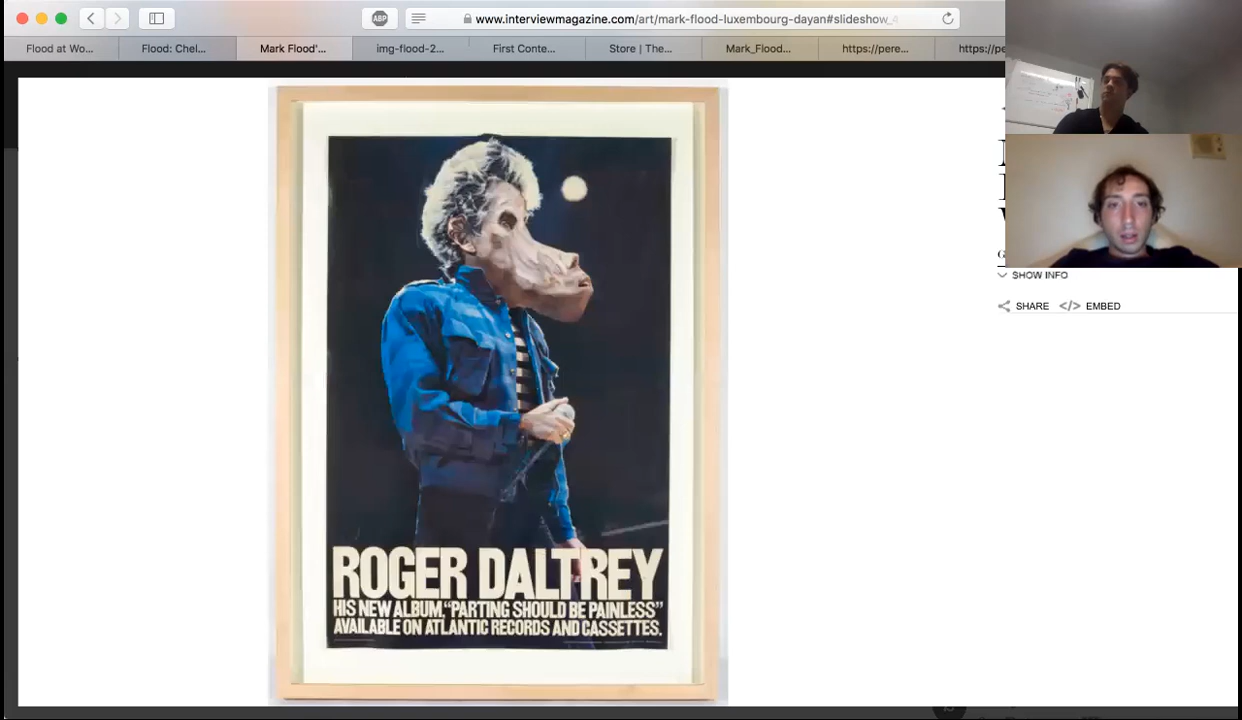 www.interviewmagazine.com/art/mark-flood-luxembourg-dayan#slideshow_4
ABP
Flood at Wo...
Flood: Chel...
Mark Flood'...
img-flood-2...
First Conte...
Store | The...
Mark_Flood...
https://pere...
https://pe
SHOW INFO
SHARE </> EMBED
ROGER DALTREY
HIS NEW ALBUM. “PARTING SHOULD BE PAINLESS”
AVAILABLE ON ATLANTIC RECORDS AND CASSETTES.